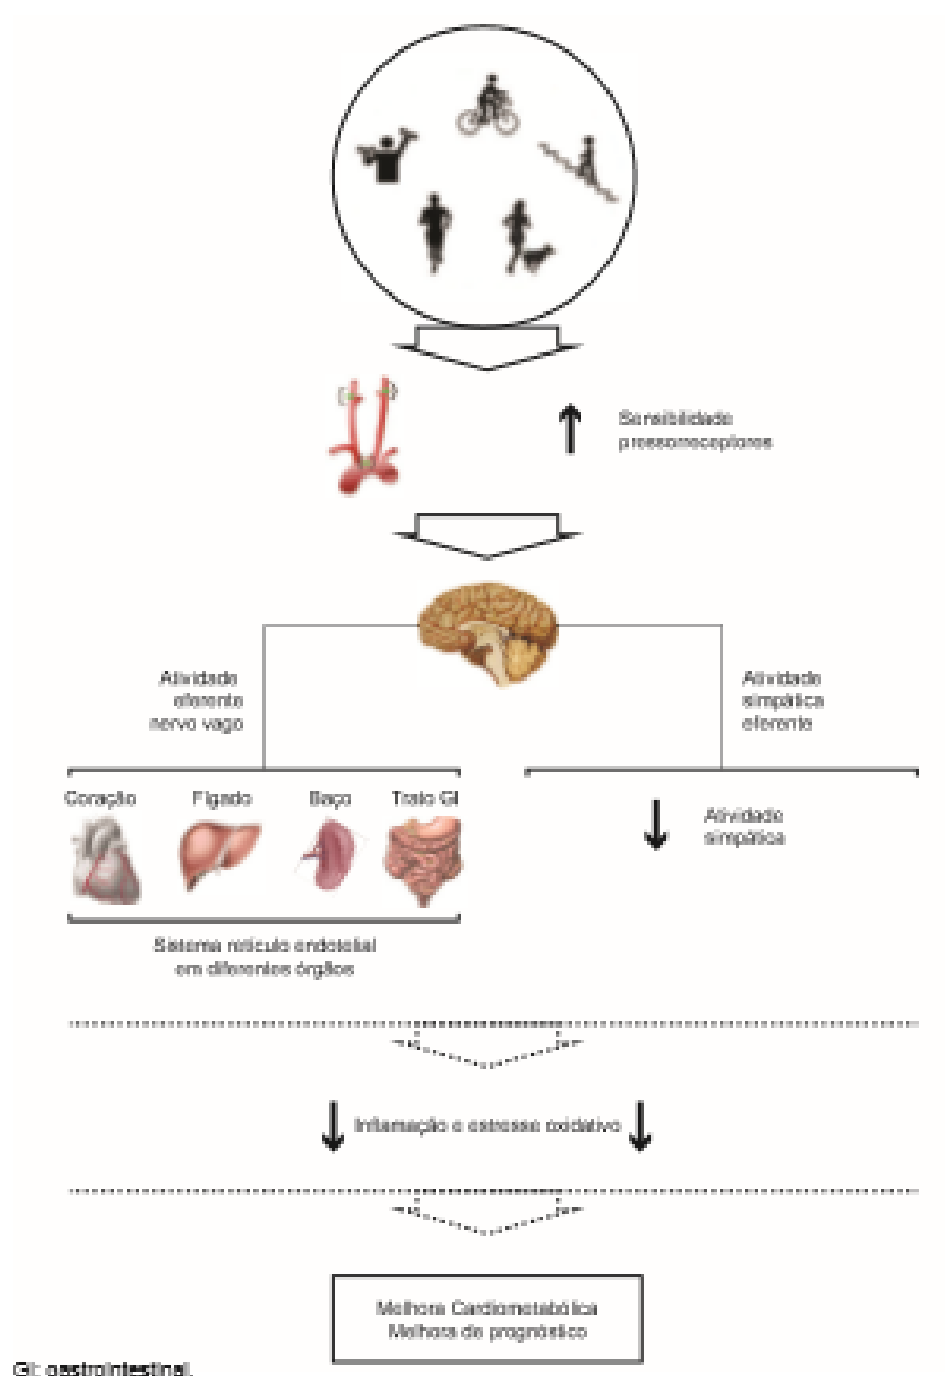 Sensibilidade
pressorreceptores
Atividade
eferente
nervo vago
Atividade
simpática
eferente
Coração Fígado Baço Trato GI
Atividade
simpática
Sistema retículo endotelial
em diferentes órgãos
Inflamação e estresse oxidativo
Melhora Cardiometabólica
Melhora de prognóstico
GI: gastrointestinal.